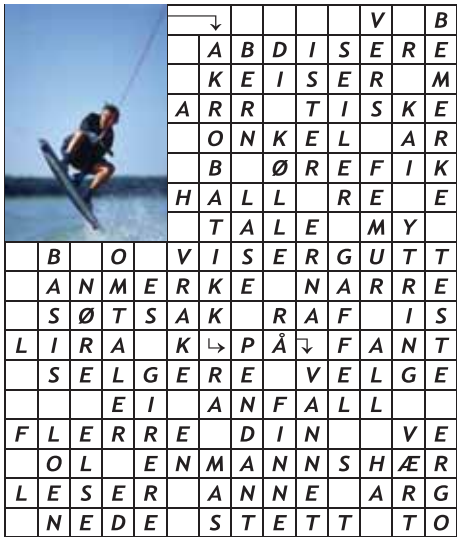 V B
ABDISERE
KEISER M
ARR TISKE
ONKEL AR
B ØREFIK
HALL RE E
TALE MY
B O VISERGUTT
ANMERKE NARRE
SØTSAKK RAF IS
LIRA K PÅ FANT
SELGERE VELGE
EI ANFALL
FLERRE DIN VE
OL ENMANNSHÆR
LESER ANNE ARG
NEDE STETT TO